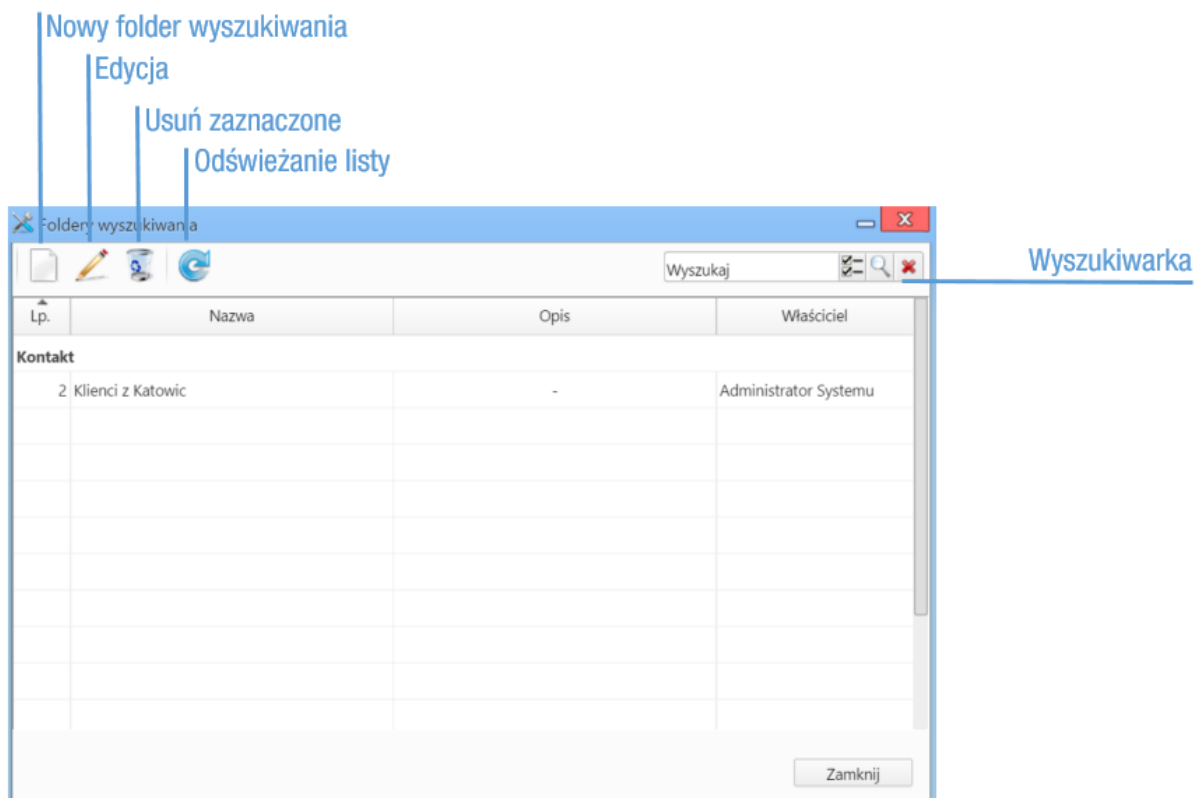 Nowy folder wyszukiwania
Edycja
Usuń zaznaczone
Odświeżanie listy
Foldery wyszukiwania
Wyszukaj
Wyszukiwarka
Lp. Nazwa Opis Właściciel
Kontakt
2 Klienci z Katowic - Administrator Systemu
Zamknij